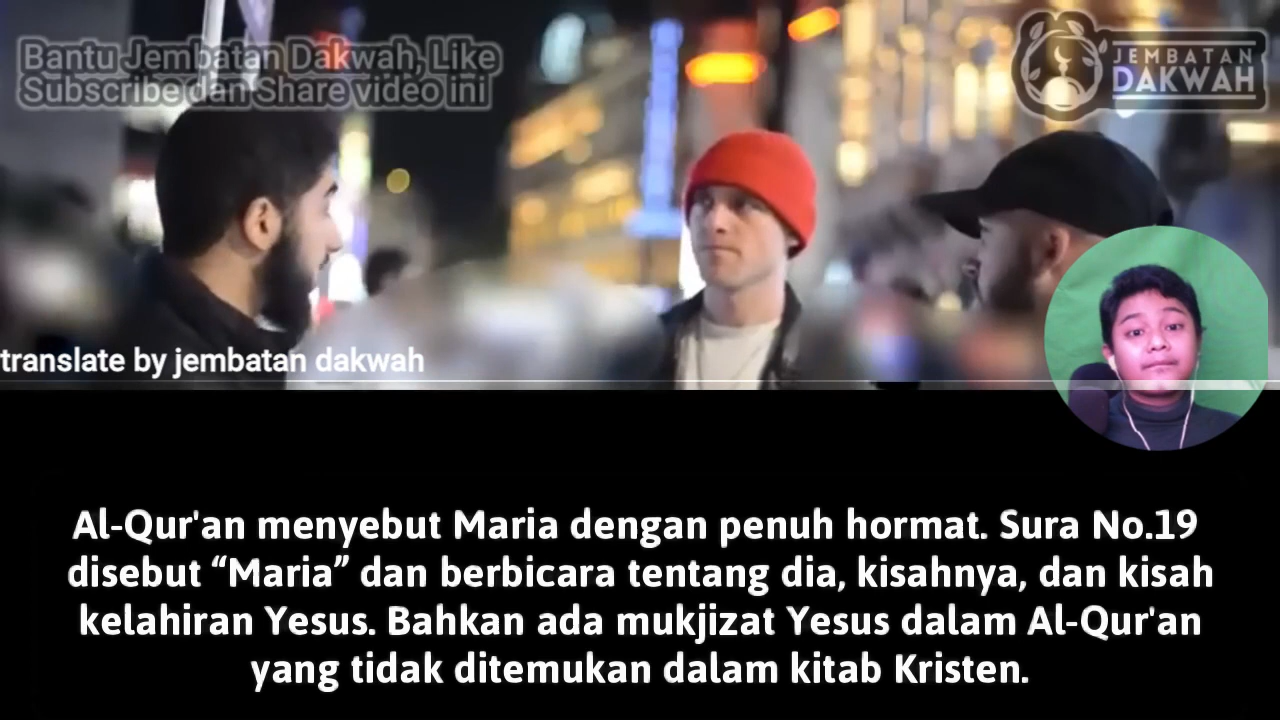 Bantu Jembatan Dakwah, Like
Subscribe dan Share video ini
JEMBATAN
DAKWAH
translate by jembatan dakwah
Al-Qur'an menyebut Maria dengan penuh hormat. Sura No.19
disebut “Maria” dan berbicara tentang dia, kisahnya, dan kisah
kelahiran Yesus. Bahkan ada mukjizat Yesus dalam Al-Qur'an
yang tidak ditemukan dalam kitab Kristen.